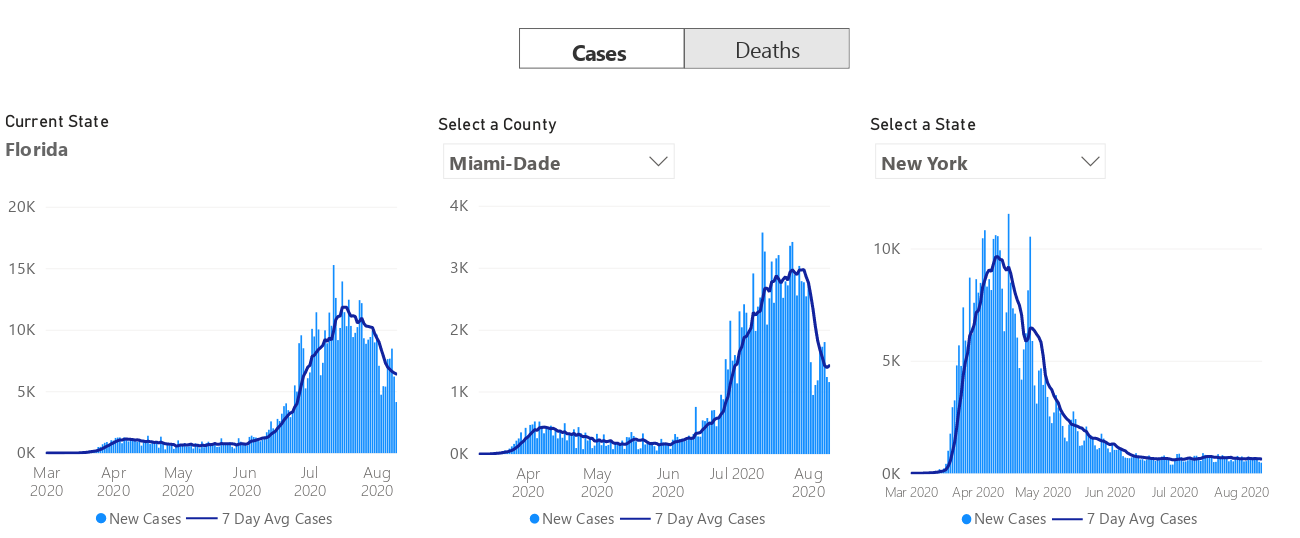 Cases
Deaths
Current State
Florida
20K
15K
10K
5K
0K
Mar 2020
Apr 2020
May 2020
Jun 2020
Jul 2020
Aug 2020
New Cases
7 Day Avg Cases
Select a County
Miami-Dade
4K
3K
2K
1K
0K
Apr 2020
May 2020
Jun 2020
Jul 2020
Aug 2020
New Cases
7 Day Avg Cases
Select a State
New York
10K
5K
0K
Mar 2020
Apr 2020
May 2020
Jun 2020
Jul 2020
Aug 2020
New Cases
7 Day Avg Cases